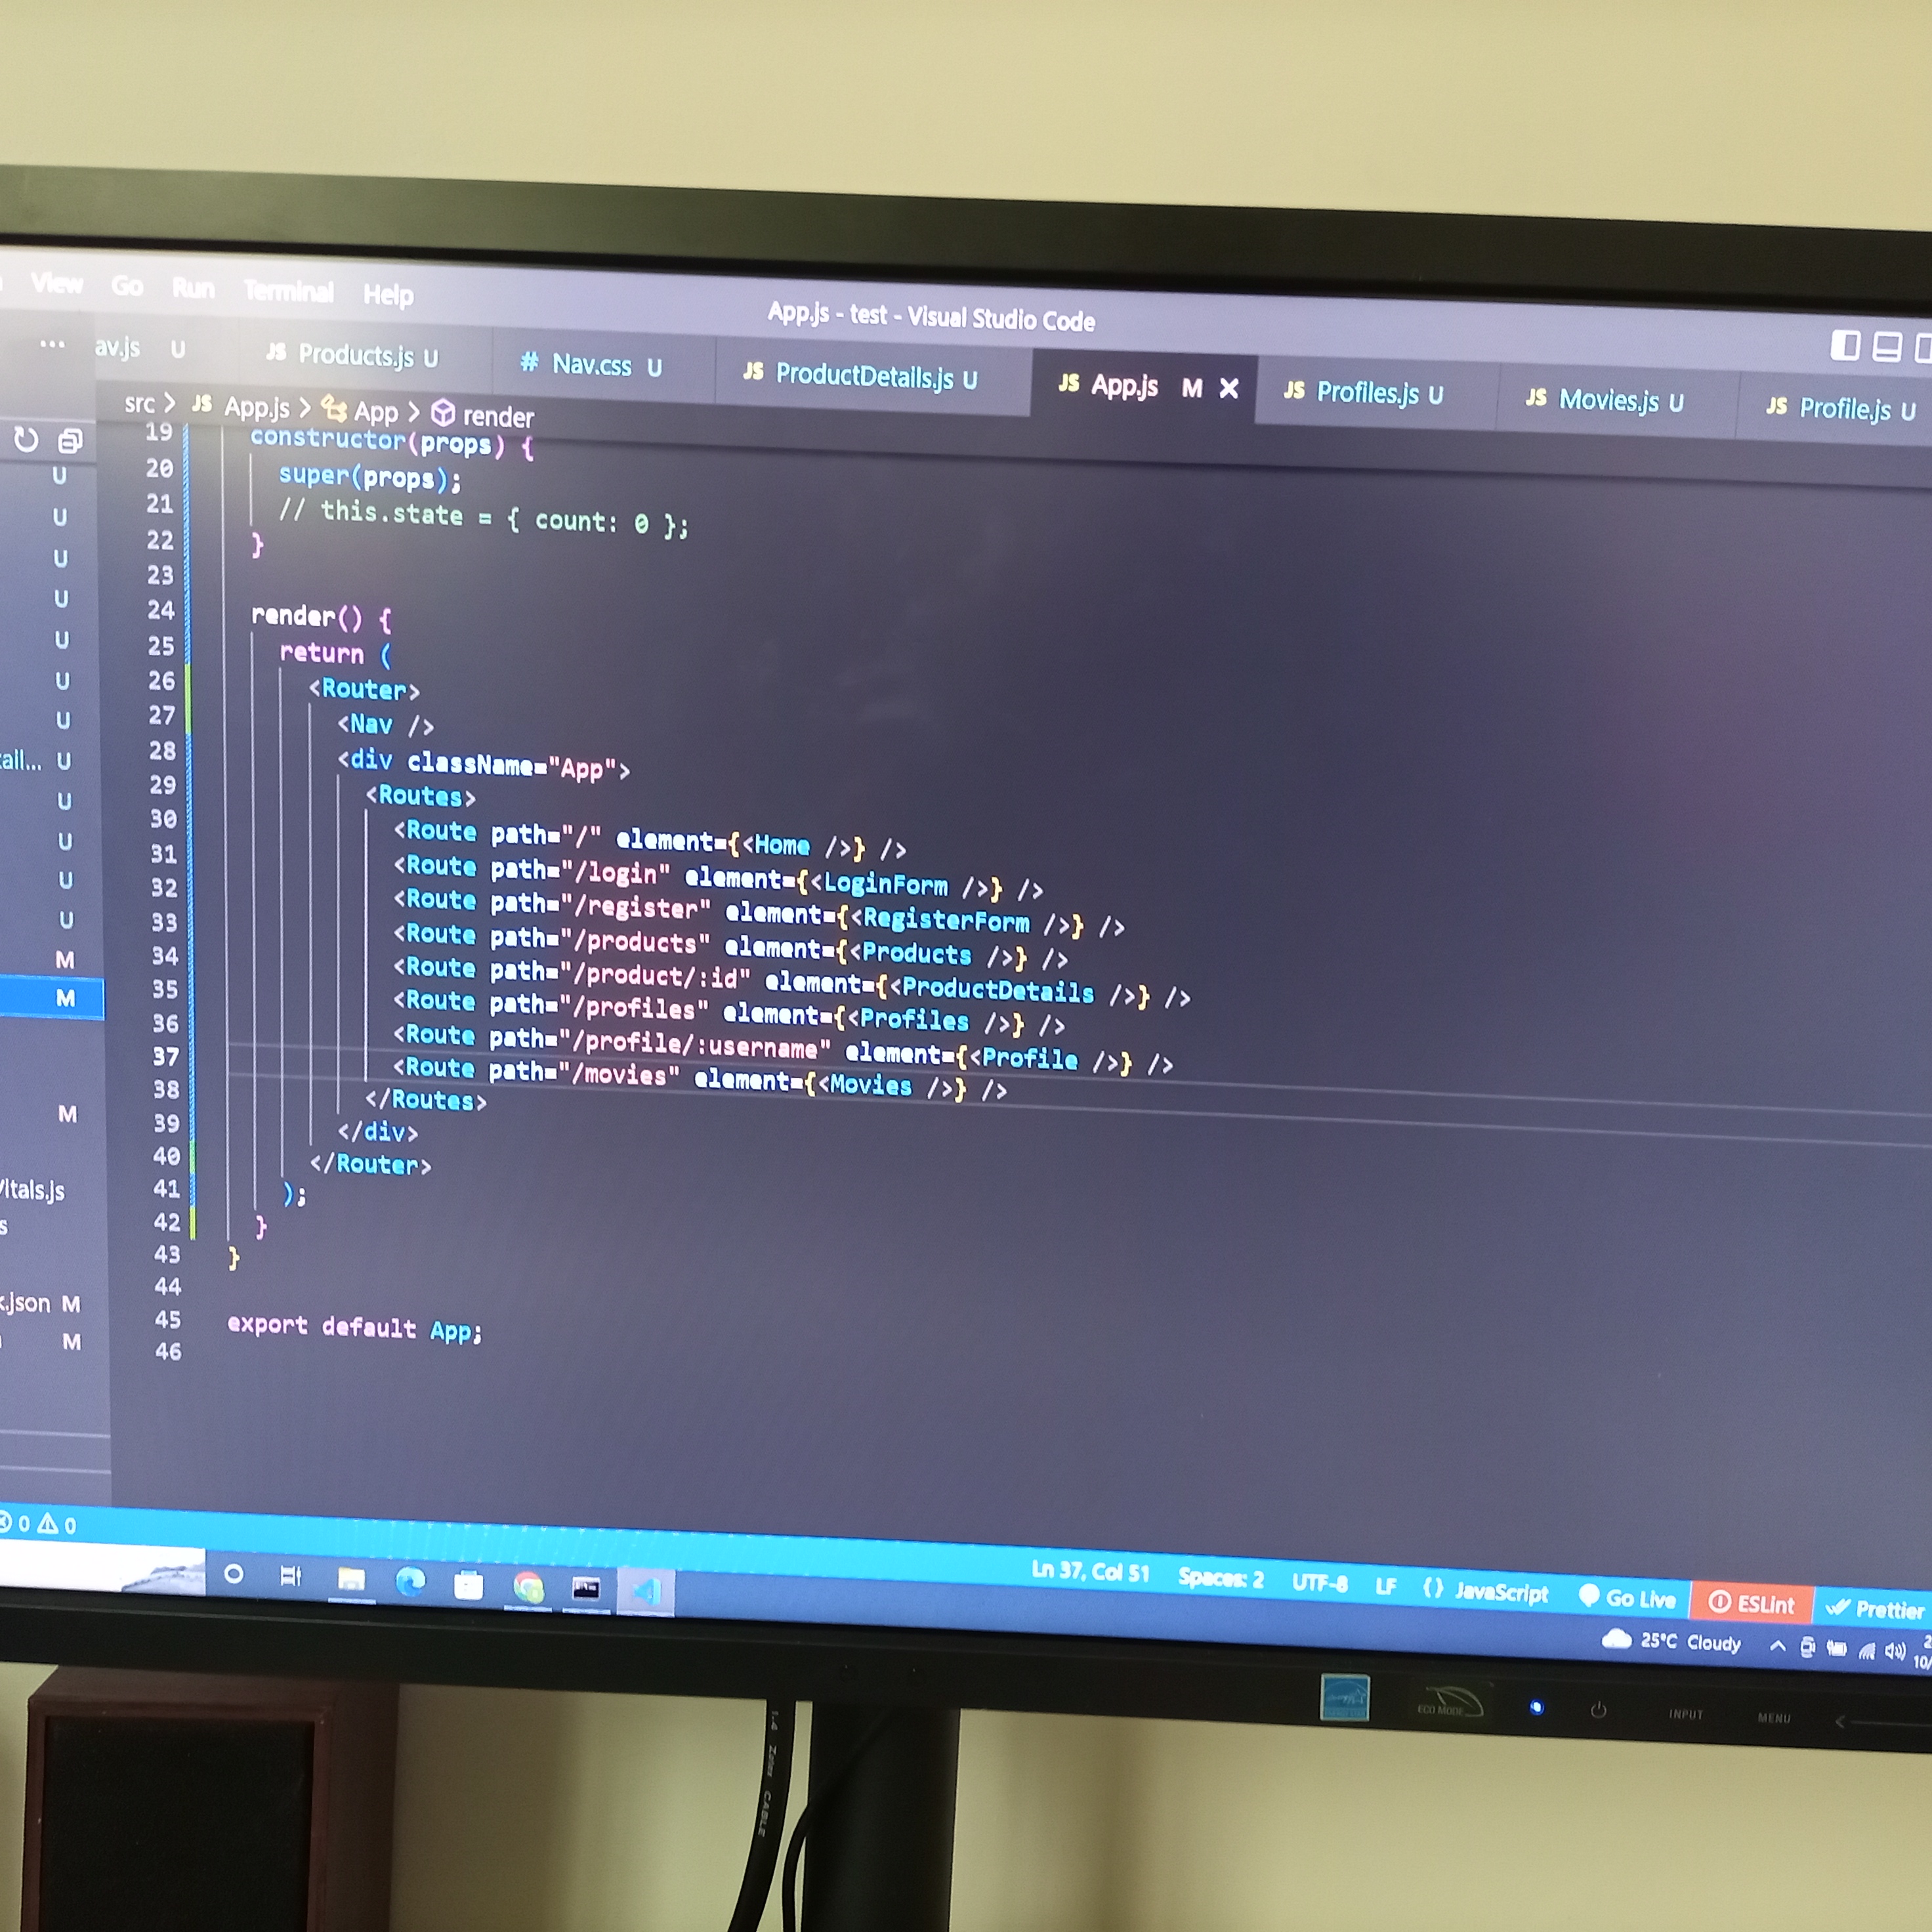 View Go Run Terminal Help
App.js - test - Visual Studio Code
... av.js U JS Products.js U # Nav.css U JS ProductDetails.js U JS App.js M JS Profiles.js U JS Movies.js U JS Profile.js U
src > JS App.js > App > render
19 constructor(props) {
20 super(props);
21 // this.state = { count: 0 };
22 }
23
24 render() {
25 return (
26 <Router>
27 <Nav />
28 <div className="App">
29 <Routes>
30 <Route path="/" element={<Home />} />
31 <Route path="/login" element={<LoginForm />} />
32 <Route path="/register" element={<RegisterForm />} />
33 <Route path="/products" element={<Products />} />
34 <Route path="/product/:id" element={<ProductDetails />} />
35 <Route path="/profiles" element={<Profiles />} />
36 <Route path="/profile/:username" element={<Profile />} />
37 <Route path="/movies" element={<Movies />} />
38 </Routes>
39 </div>
40 </Router>
41 );
42 }
43 }
44
45 export default App;
46
U
U
U
U
U
U
U
tail... U
U
U
U
U
M
M
M
Vitals.js
s
k.json M
M
0 0
Ln 37, Col 51 Spaces: 2 UTF-8 LF {} JavaScript Go Live ESLint Prettier
25°C Cloudy
10/
ECO MODE INPUT MENU
CABLE